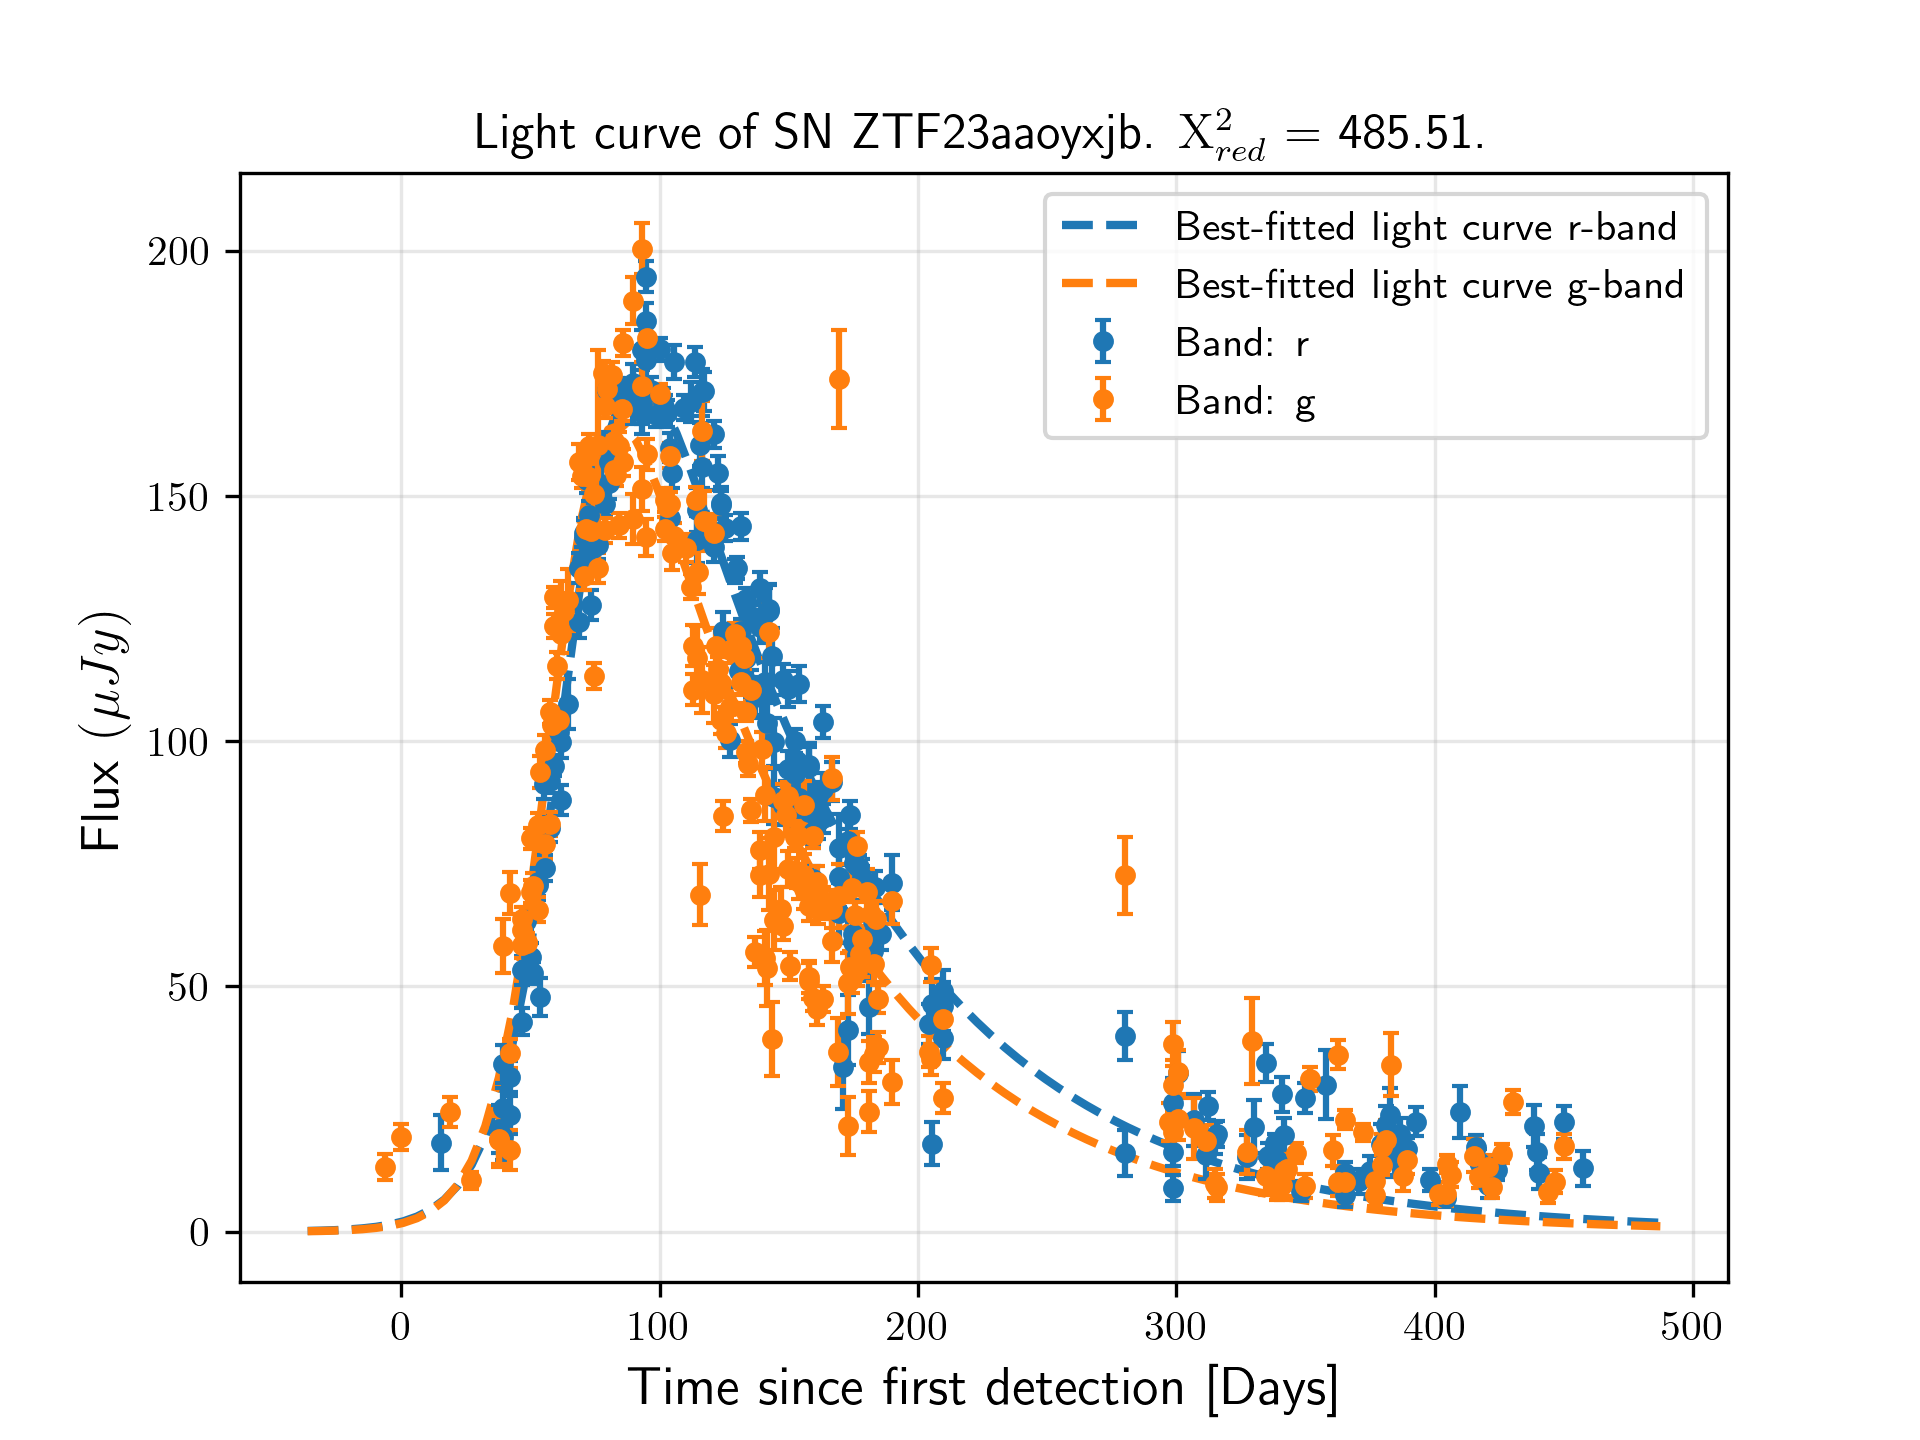 Light curve of SN ZTF23aaoyxjb. X²_red = 485.51.
Best-fitted light curve r-band
Best-fitted light curve g-band
Band: r
Band: g
200
150
100
50
0
Flux (μJy)
0 100 200 300 400 500
Time since first detection [Days]